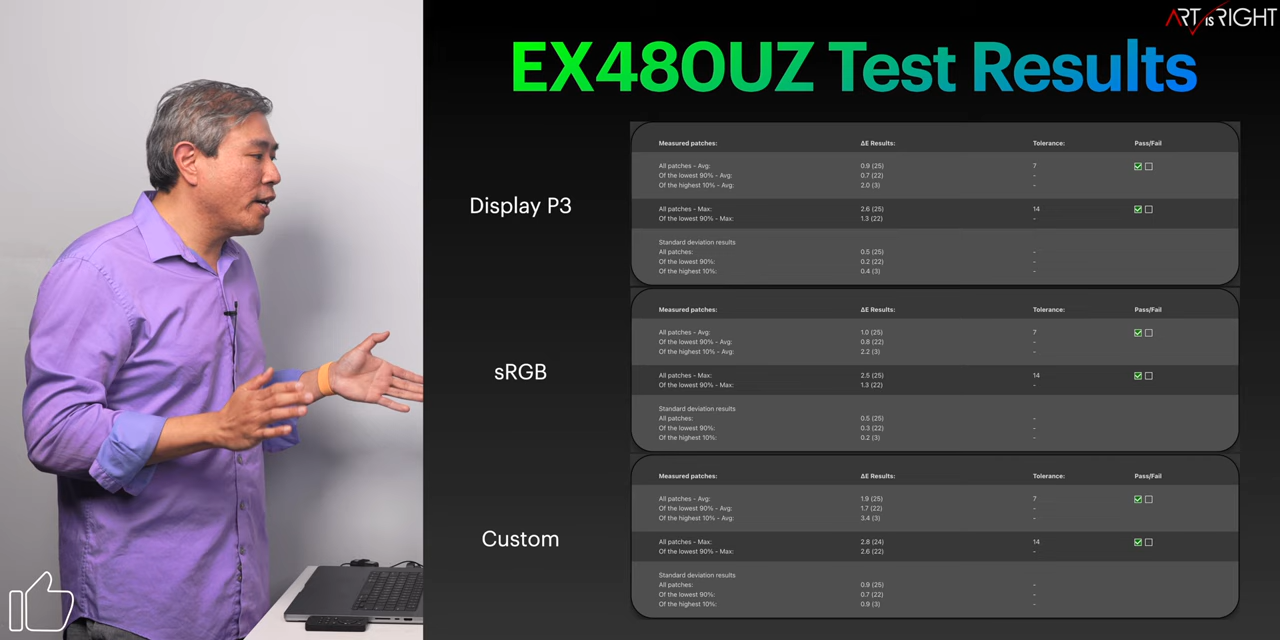 ART IS RIGHT
EX480UZ Test Results
Display P3
Measured patches: ΔE Results: Tolerance: Pass/Fail
All patches - Avg: 0.9 (25) 7
Of the lowest 90% - Avg: 0.7 (22) -
Of the highest 10% - Avg: 2.0 (3) -
All patches - Max: 2.6 (25) 14
Of the lowest 90% - Max: 1.3 (22) -
Standard deviation results
All patches: 0.5 (25) -
Of the lowest 90%: 0.2 (22) -
Of the highest 10%: 0.4 (3) -
sRGB
Measured patches: ΔE Results: Tolerance: Pass/Fail
All patches - Avg: 1.0 (25) 7
Of the lowest 90% - Avg: 0.8 (22) -
Of the highest 10% - Avg: 2.2 (3) -
All patches - Max: 2.5 (25) 14
Of the lowest 90% - Max: 1.3 (22) -
Standard deviation results
All patches: 0.5 (25) -
Of the lowest 90%: 0.3 (22) -
Of the highest 10%: 0.2 (3) -
Custom
Measured patches: ΔE Results: Tolerance: Pass/Fail
All patches - Avg: 1.9 (25) 7
Of the lowest 90% - Avg: 1.7 (22) -
Of the highest 10% - Avg: 3.4 (3) -
All patches - Max: 2.8 (24) 14
Of the lowest 90% - Max: 2.6 (22) -
Standard deviation results
All patches: 0.9 (25) -
Of the lowest 90%: 0.7 (22) -
Of the highest 10%: 0.9 (3) -